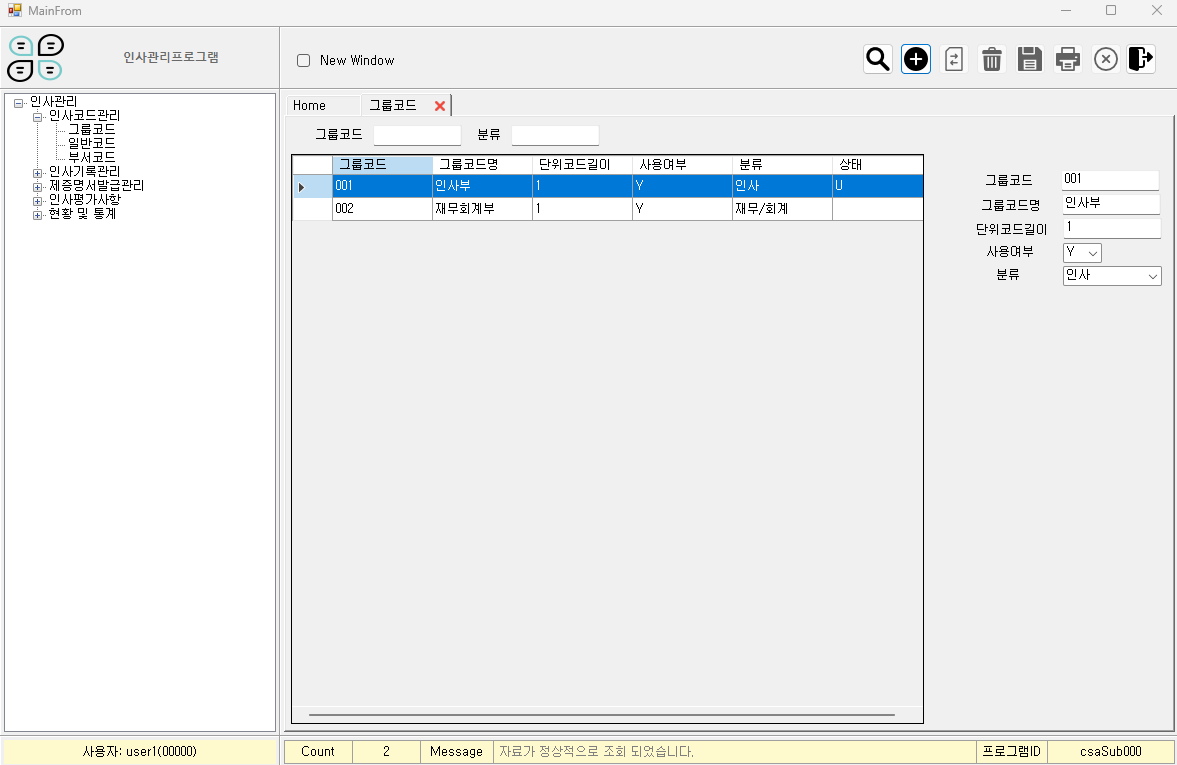 MainFrom
인사관리프로그램
New Window
인사관리
인사코드관리
그룹코드
일반코드
부서코드
인사기록관리
제증명서발급관리
인사평가사항
현황 및 통계
Home 그룹코드
그룹코드 분류
그룹코드 그룹코드명 단위코드길이 사용여부 분류 상태
001 인사부 1 Y 인사 U
002 재무회계부 1 Y 재무/회계
그룹코드 001
그룹코드명 인사부
단위코드길이 1
사용여부 Y
분류 인사
사용자: user1(00000) Count 2 Message 자료가 정상적으로 조회 되었습니다. 프로그램ID csaSub000